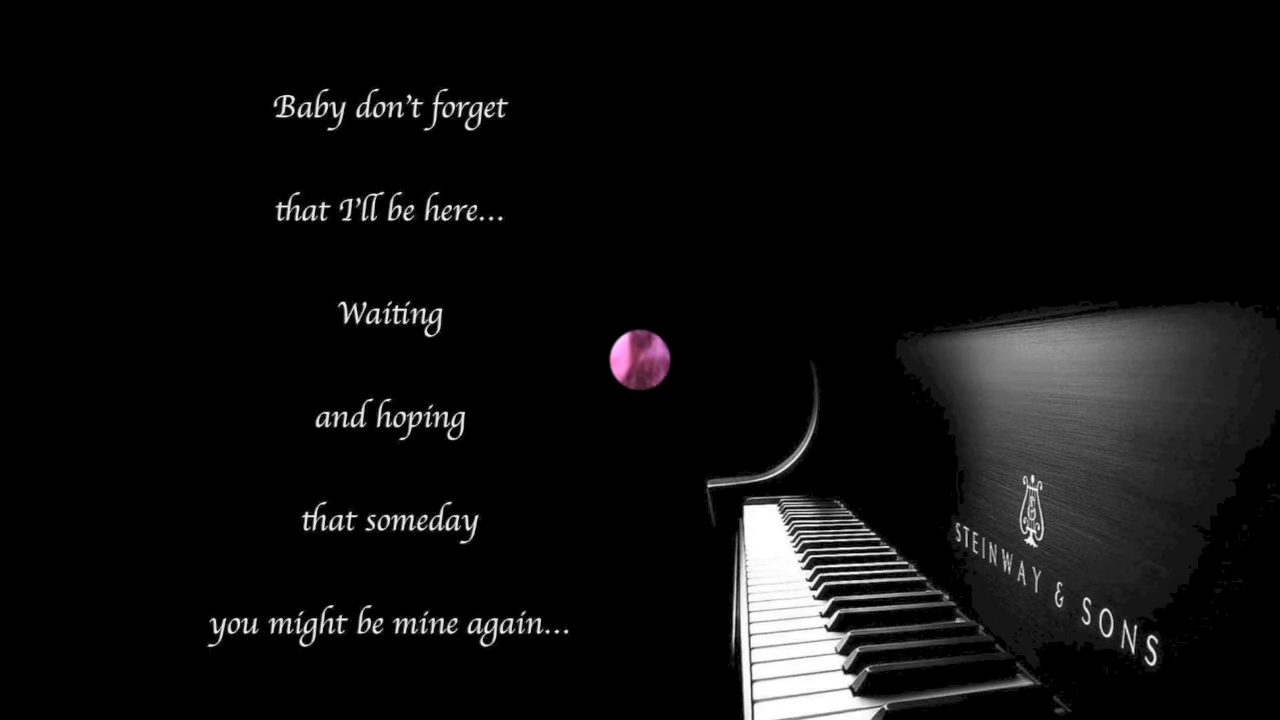 Baby don't forget
that I'll be here...
Waiting
and hoping
that someday
you might be mine again...
STEINWAY & SONS